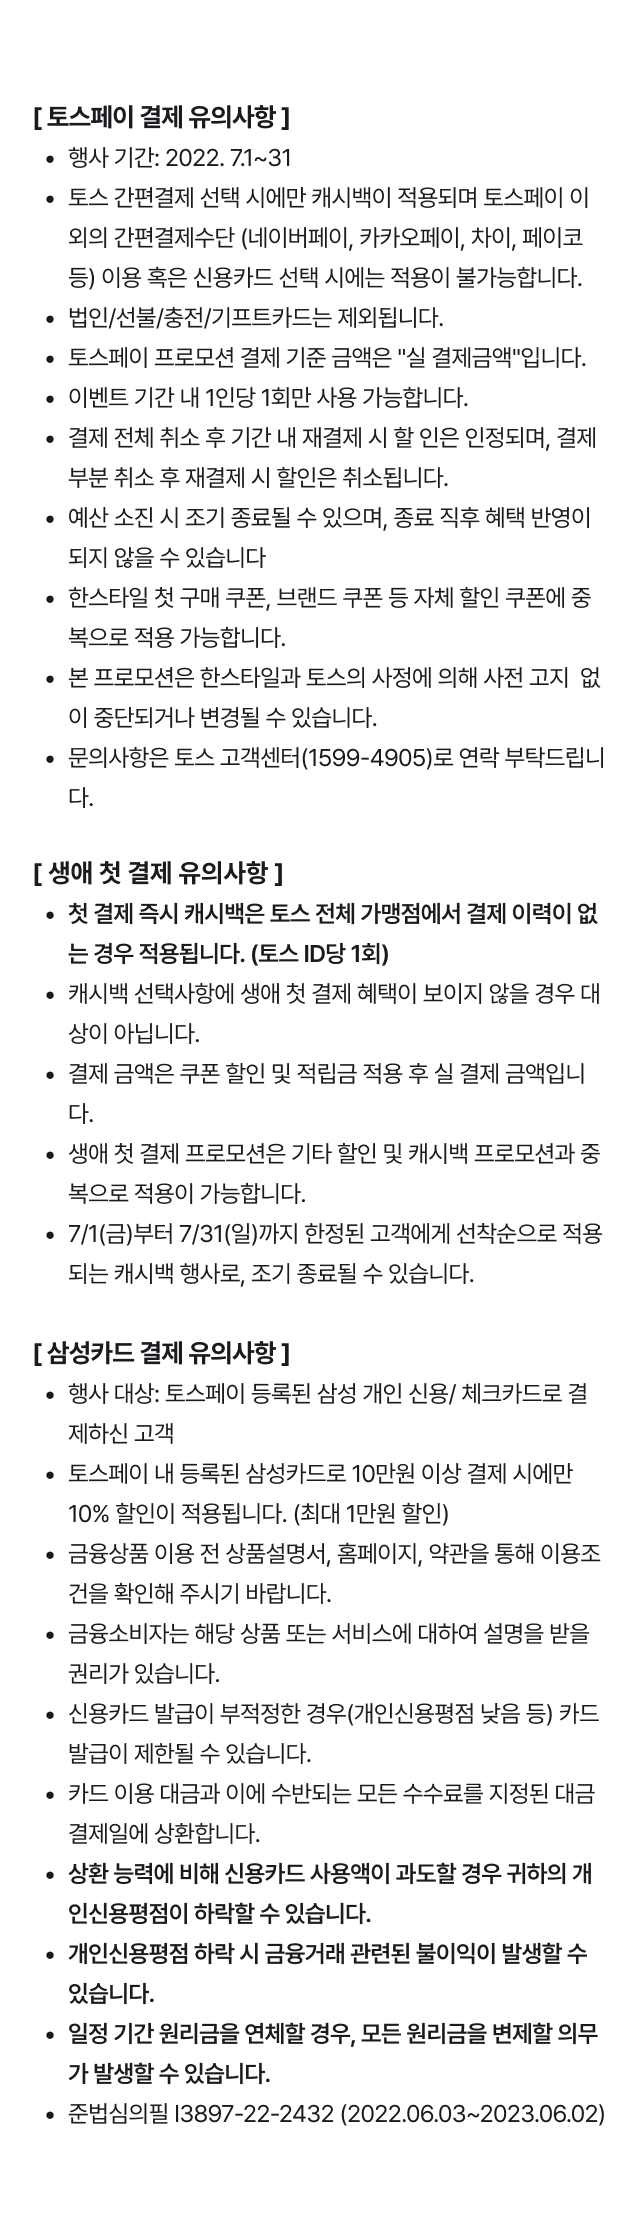 [ 토스페이 결제 유의사항 ]
• 행사 기간: 2022. 7.1~31
• 토스 간편결제 선택 시에만 캐시백이 적용되며 토스페이 이
외의 간편결제수단 (네이버페이, 카카오페이, 차이, 페이코
등) 이용 혹은 신용카드 선택 시에는 적용이 불가능합니다.
• 법인/선불/충전/기프트카드는 제외됩니다.
• 토스페이 프로모션 결제 기준 금액은 "실 결제금액"입니다.
• 이벤트 기간 내 1인당 1회만 사용 가능합니다.
• 결제 전체 취소 후 기간 내 재결제 시 할 인은 인정되며, 결제
부분 취소 후 재결제 시 할인은 취소됩니다.
• 예산 소진 시 조기 종료될 수 있으며, 종료 직후 혜택 반영이
되지 않을 수 있습니다
• 한스타일 첫 구매 쿠폰, 브랜드 쿠폰 등 자체 할인 쿠폰에 중
복으로 적용 가능합니다.
• 본 프로모션은 한스타일과 토스의 사정에 의해 사전 고지  없
이 중단되거나 변경될 수 있습니다.
• 문의사항은 토스 고객센터(1599-4905)로 연락 부탁드립니
다.
[ 생애 첫 결제 유의사항 ]
• 첫 결제 즉시 캐시백은 토스 전체 가맹점에서 결제 이력이 없
는 경우 적용됩니다. (토스 ID당 1회)
• 캐시백 선택사항에 생애 첫 결제 혜택이 보이지 않을 경우 대
상이 아닙니다.
• 결제 금액은 쿠폰 할인 및 적립금 적용 후 실 결제 금액입니
다.
• 생애 첫 결제 프로모션은 기타 할인 및 캐시백 프로모션과 중
복으로 적용이 가능합니다.
• 7/1(금)부터 7/31(일)까지 한정된 고객에게 선착순으로 적용
되는 캐시백 행사로, 조기 종료될 수 있습니다.
[ 삼성카드 결제 유의사항 ]
• 행사 대상: 토스페이 등록된 삼성 개인 신용/ 체크카드로 결
제하신 고객
• 토스페이 내 등록된 삼성카드로 10만원 이상 결제 시에만
10% 할인이 적용됩니다. (최대 1만원 할인)
• 금융상품 이용 전 상품설명서, 홈페이지, 약관을 통해 이용조
건을 확인해 주시기 바랍니다.
• 금융소비자는 해당 상품 또는 서비스에 대하여 설명을 받을
권리가 있습니다.
• 신용카드 발급이 부적정한 경우(개인신용평점 낮음 등) 카드
발급이 제한될 수 있습니다.
• 카드 이용 대금과 이에 수반되는 모든 수수료를 지정된 대금
결제일에 상환합니다.
• 상환 능력에 비해 신용카드 사용액이 과도할 경우 귀하의 개
인신용평점이 하락할 수 있습니다.
• 개인신용평점 하락 시 금융거래 관련된 불이익이 발생할 수
있습니다.
• 일정 기간 원리금을 연체할 경우, 모든 원리금을 변제할 의무
가 발생할 수 있습니다.
• 준법심의필 I3897-22-2432 (2022.06.03~2023.06.02)